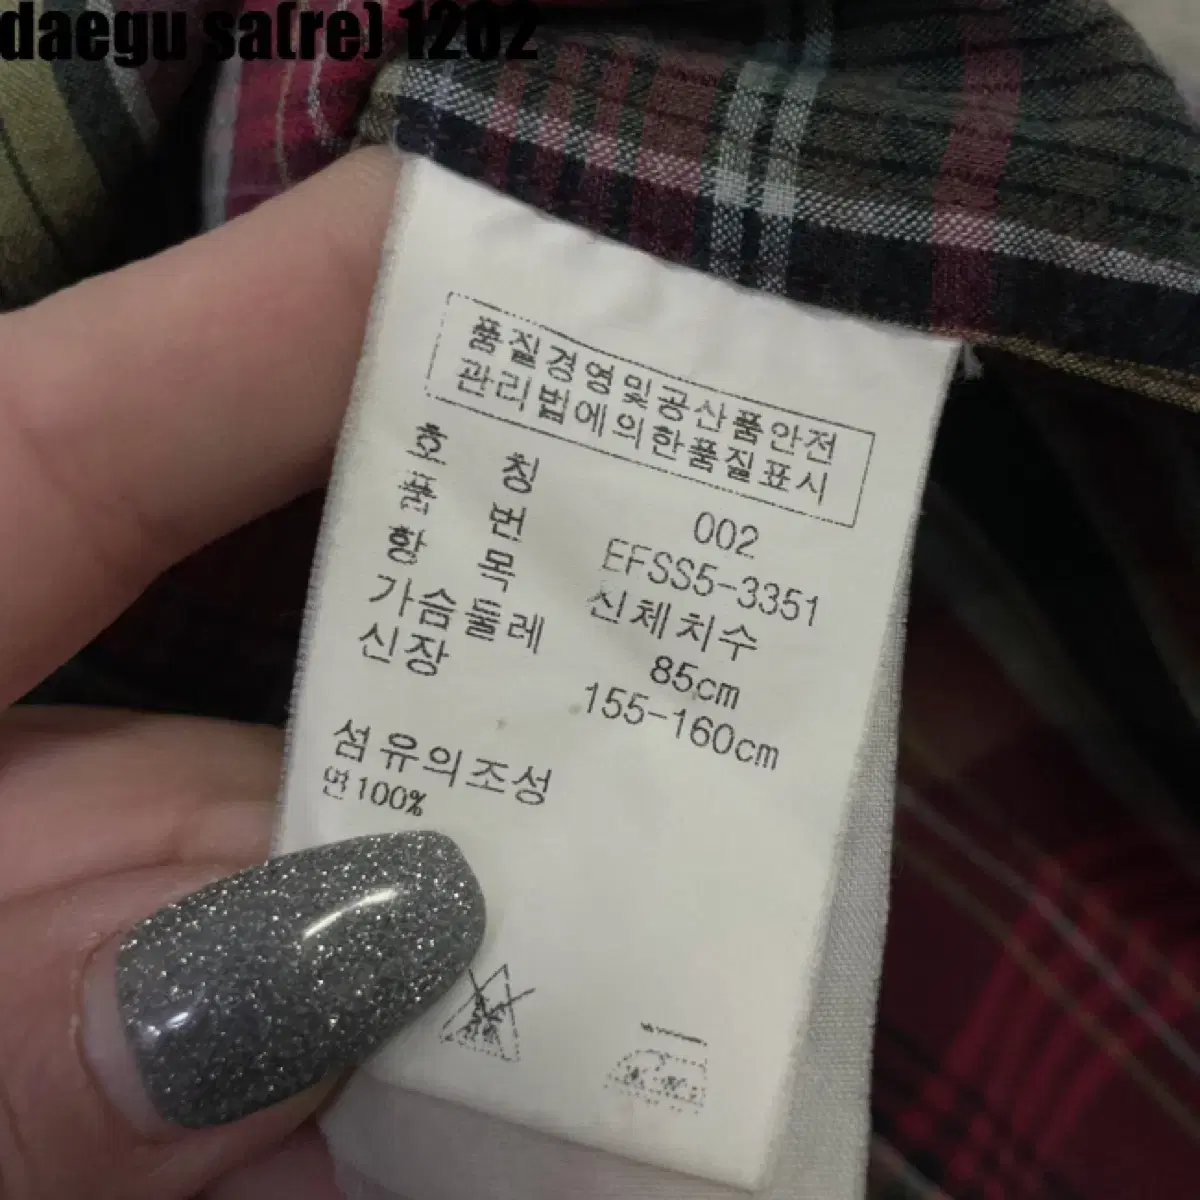 daegu sa(re) 1202
품질경영및공산품안전
관리법에의한품질표시
호 칭 002
품 번 EFSS5-3351
항 목 신체치수
가슴둘레 85cm
신장 155-160cm
섬유의조성
면100%